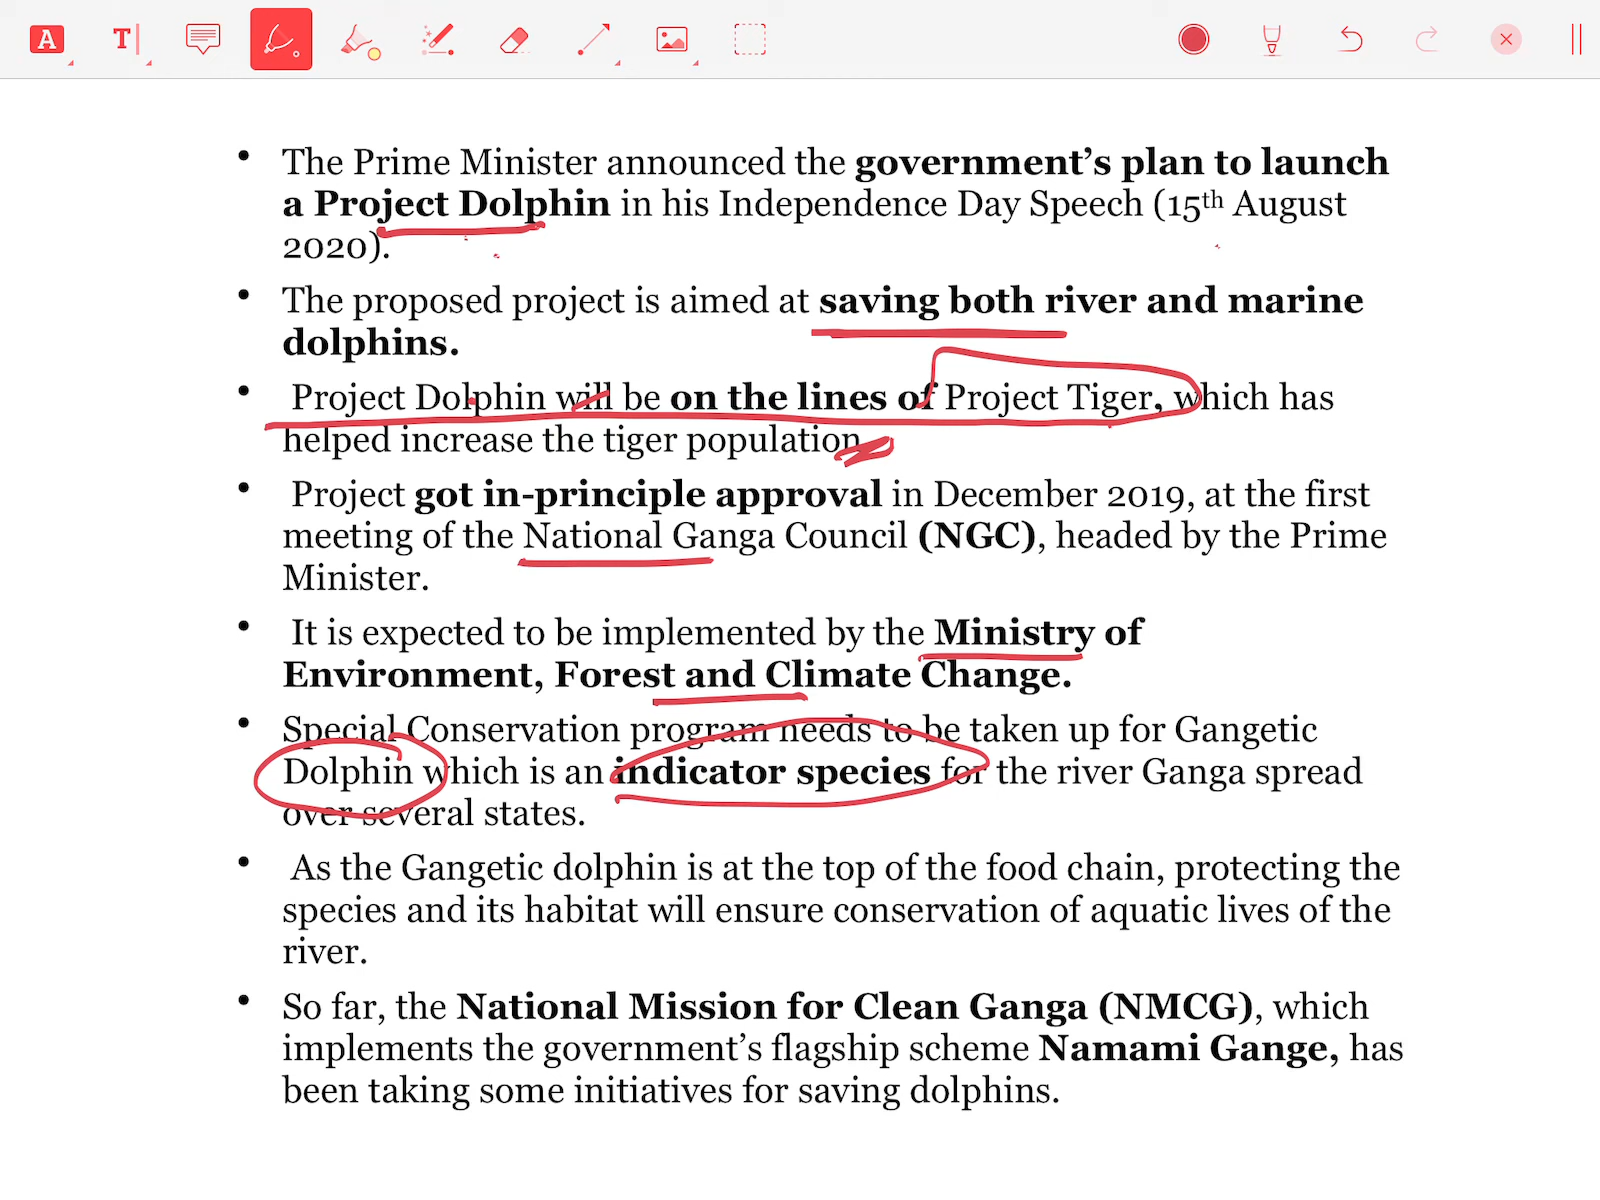 A
T
• The Prime Minister announced the government’s plan to launch
a Project Dolphin in his Independence Day Speech (15th August
2020).
• The proposed project is aimed at saving both river and marine
dolphins.
• Project Dolphin will be on the lines of Project Tiger, which has
helped increase the tiger population.
• Project got in-principle approval in December 2019, at the first
meeting of the National Ganga Council (NGC), headed by the Prime
Minister.
• It is expected to be implemented by the Ministry of
Environment, Forest and Climate Change.
• Special Conservation program needs to be taken up for Gangetic
Dolphin which is an indicator species for the river Ganga spread
over several states.
• As the Gangetic dolphin is at the top of the food chain, protecting the
species and its habitat will ensure conservation of aquatic lives of the
river.
• So far, the National Mission for Clean Ganga (NMCG), which
implements the government’s flagship scheme Namami Gange, has
been taking some initiatives for saving dolphins.